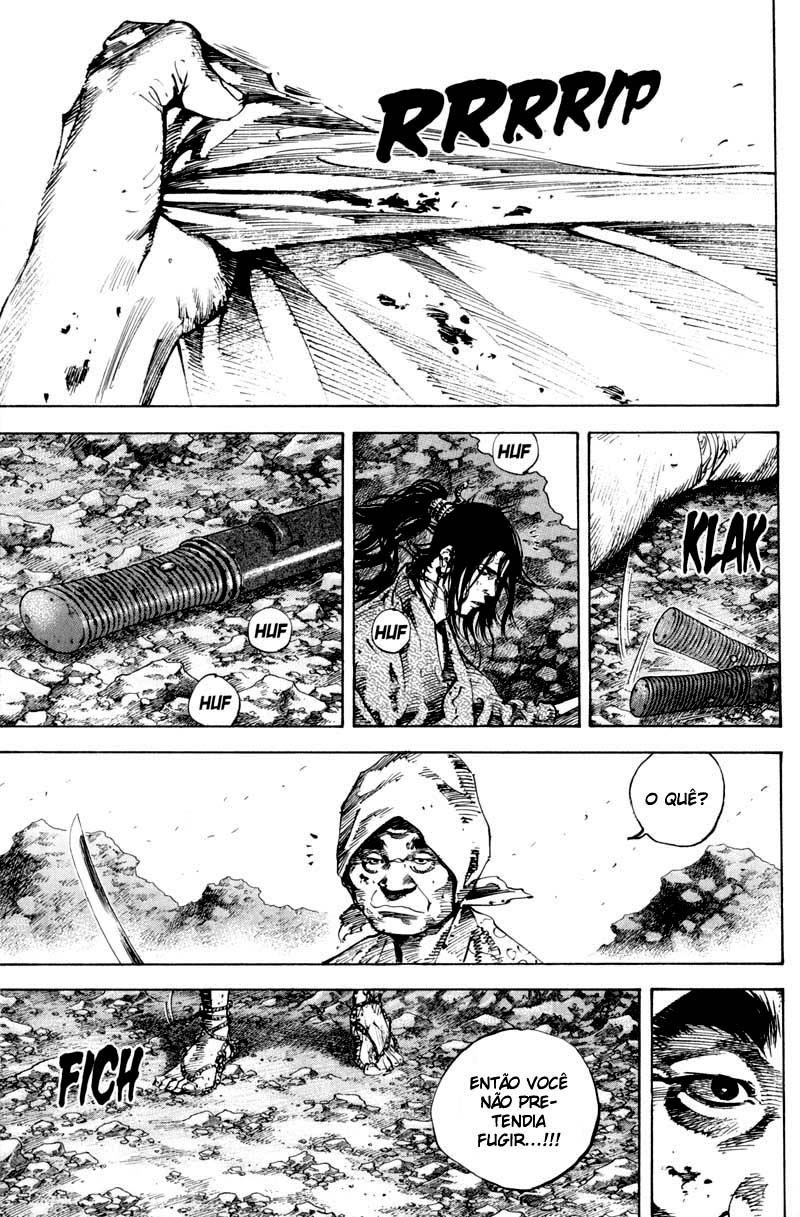 RRRRIP
KLAK
HUF
HUF
HUF
HUF
O QUÊ?
ENTÃO VOCÊ
NÃO PRE-
TENDIA
FUGIR...!!!
FICH